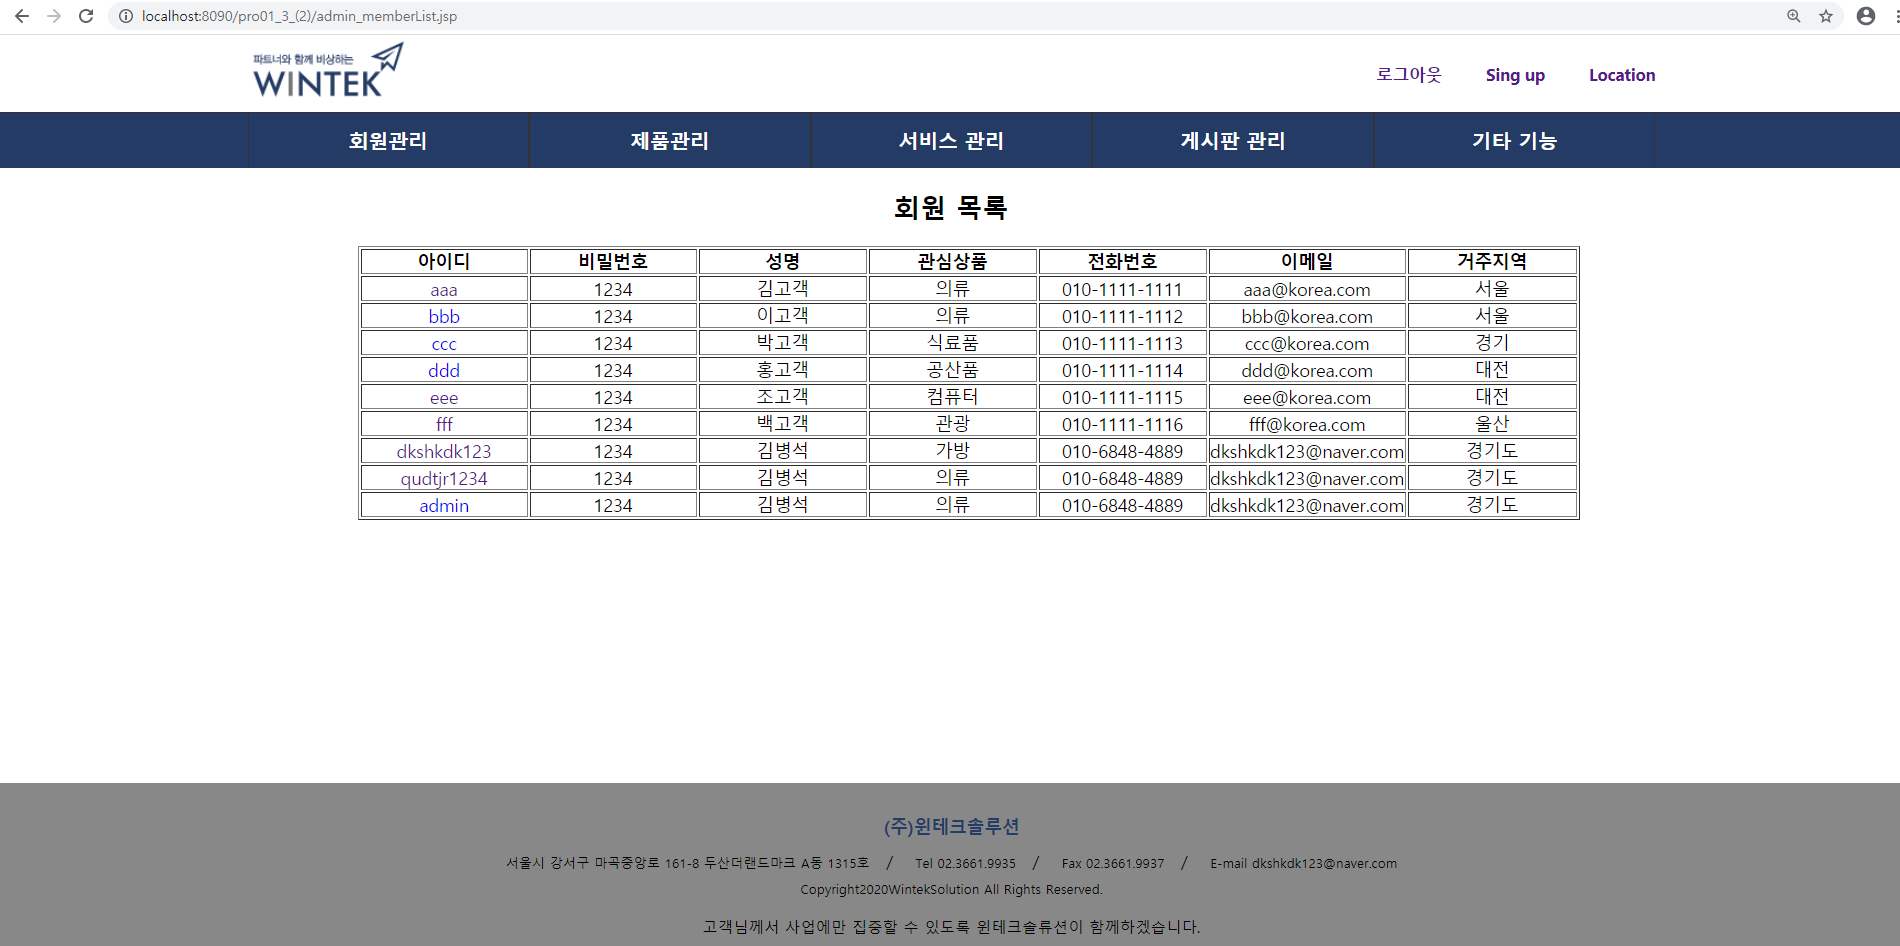 localhost:8090/pro01_3_(2)/admin_memberList.jsp
파트너와 함께 비상하는
WINTEK
로그아웃 Sing up Location
회원관리 제품관리 서비스 관리 게시판 관리 기타 기능
회원 목록
아이디 비밀번호 성명 관심상품 전화번호 이메일 거주지역
aaa 1234 김고객 의류 010-1111-1111 aaa@korea.com 서울
bbb 1234 이고객 의류 010-1111-1112 bbb@korea.com 서울
ccc 1234 박고객 식료품 010-1111-1113 ccc@korea.com 경기
ddd 1234 홍고객 공산품 010-1111-1114 ddd@korea.com 대전
eee 1234 조고객 컴퓨터 010-1111-1115 eee@korea.com 대전
fff 1234 백고객 관광 010-1111-1116 fff@korea.com 울산
dkshkdk123 1234 김병석 가방 010-6848-4889 dkshkdk123@naver.com 경기도
qudtjr1234 1234 김병석 의류 010-6848-4889 dkshkdk123@naver.com 경기도
admin 1234 김병석 의류 010-6848-4889 dkshkdk123@naver.com 경기도
(주)윈테크솔루션
서울시 강서구 마곡중앙로 161-8 두산더랜드마크 A동 1315호 / Tel 02.3661.9935 / Fax 02.3661.9937 / E-mail dkshkdk123@naver.com
Copyright2020WintekSolution All Rights Reserved.
고객님께서 사업에만 집중할 수 있도록 윈테크솔류션이 함께하겠습니다.